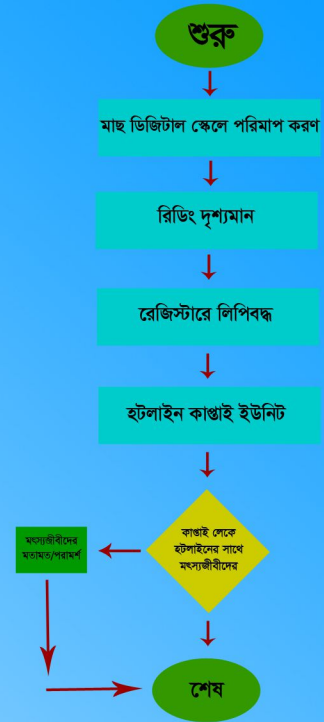 শুরু
মাছ ডিজিটাল স্কেলে পরিমাপ করণ
রিডিং দৃশ্যমান
রেজিস্টারে লিপিবদ্ধ
হটলাইন কাপ্তাই ইউনিট
কাপ্তাই লেকে
হটলাইনের সাথে
মৎস্যজীবীদের
মৎস্যজীবীদের
মতামত/পরামর্শ
শেষ